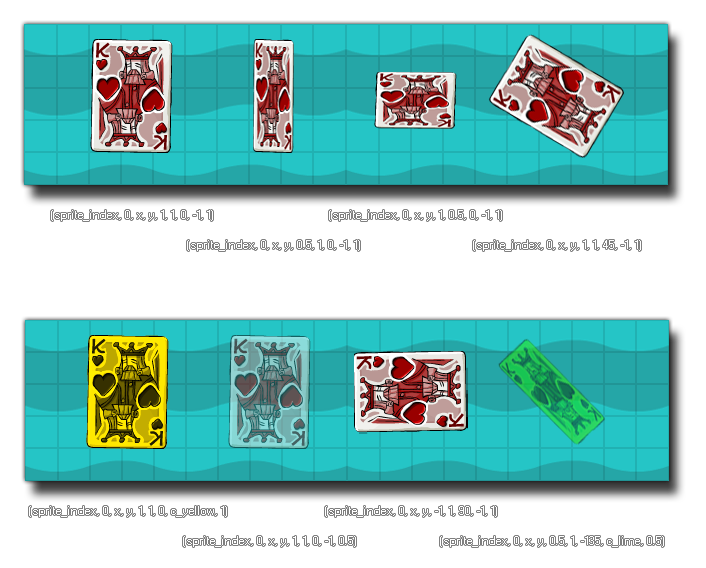 K
K
K
K
K
K
K
K
(sprite_index, 0, x, y, 1, 1, 0, -1, 1)
(sprite_index, 0, x, y, 1, 0.5, 0, -1, 1)
(sprite_index, 0, x, y, 0.5, 1, 0, -1, 1)
(sprite_index, 0, x, y, 1, 1, 45, -1, 1)
K
K
K
K
K
K
K
K
(sprite_index, 0, x, y, 1, 1, 0, c_yellow, 1)
(sprite_index, 0, x, y, -1, 1, 90, -1, 1)
(sprite_index, 0, x, y, 1, 1, 0, -1, 0.5)
(sprite_index, 0, x, y, 0.5, 1, -135, c_lime, 0.5)